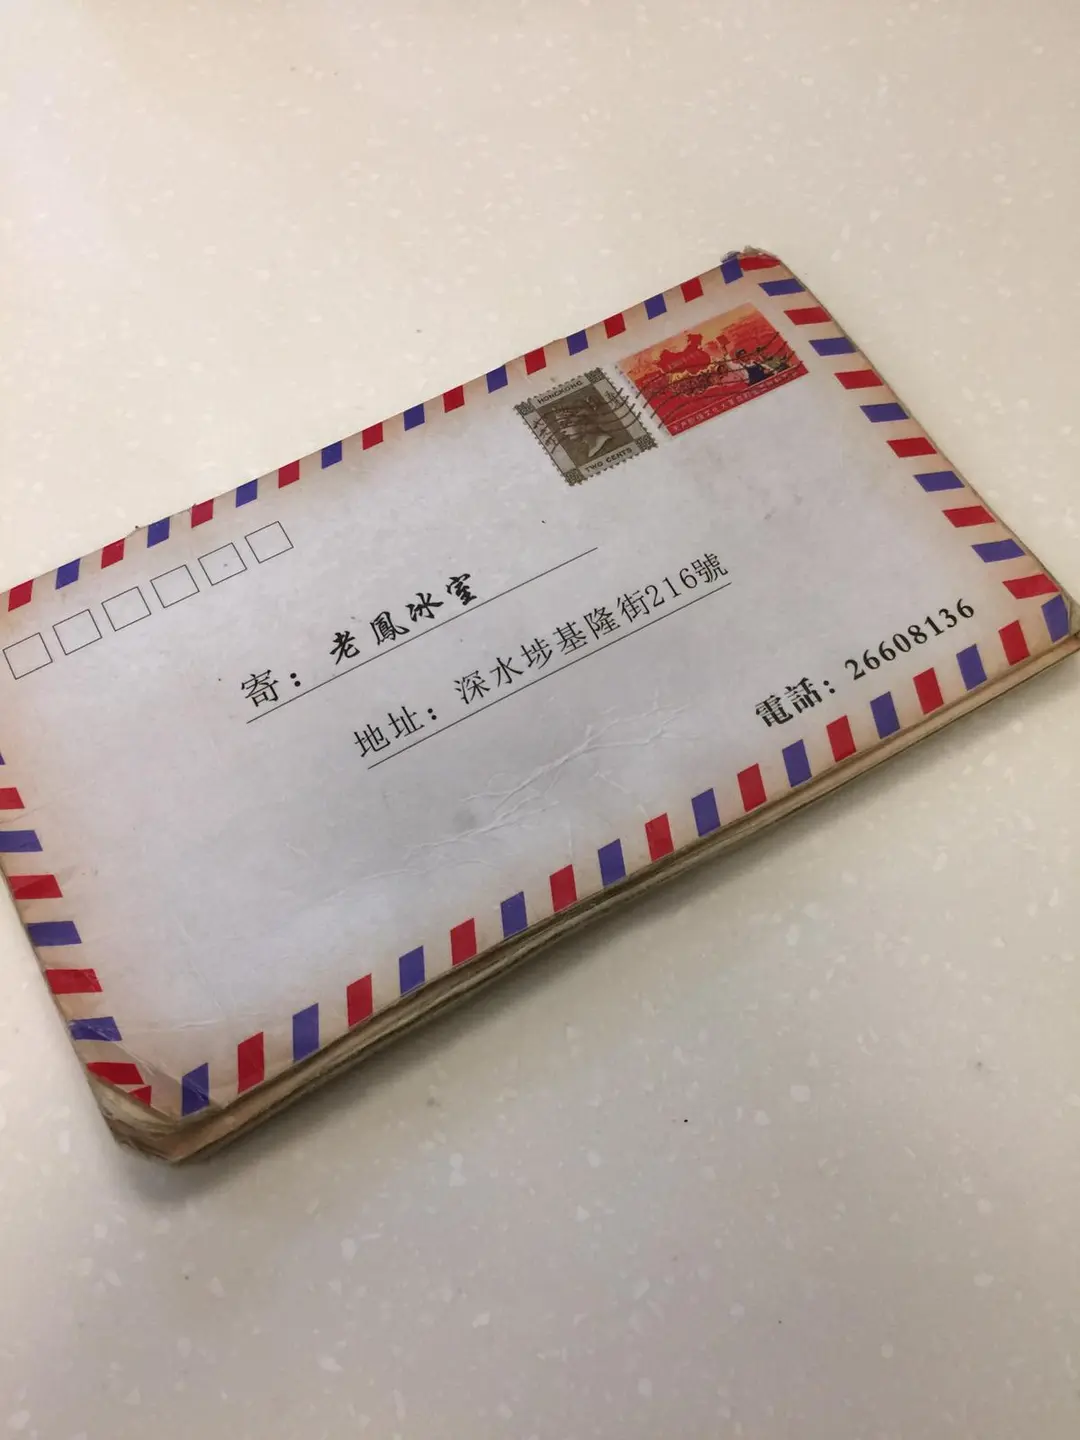 HONGKONG
TWO CENTS
寄：老鳳冰室
地址：深水埗基隆街216號
電話：26608136